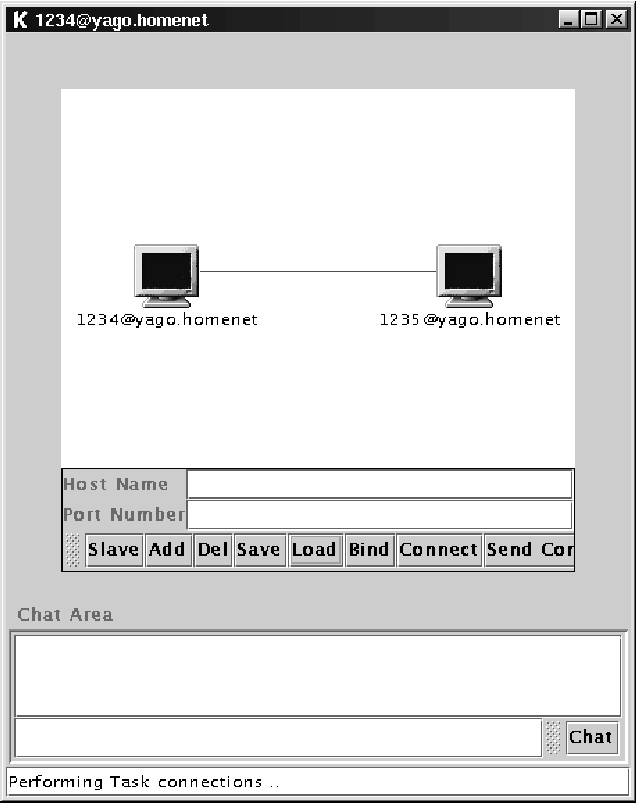 K 1234@yago.homenet
1234@yago.homenet 1235@yago.homenet
Host Name
Port Number
Slave Add Del Save Load Bind Connect Send Cor
Chat Area
Chat
Performing Task connections ..